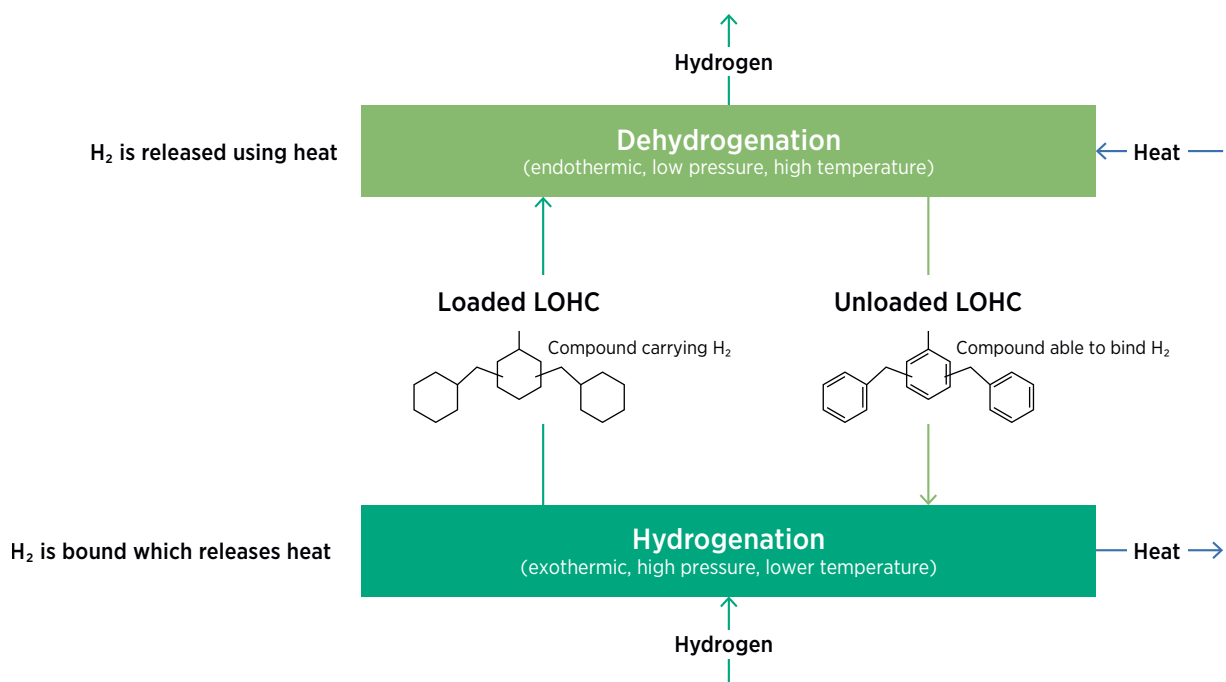 Hydrogen
Dehydrogenation
(endothermic, low pressure, high temperature)
H₂ is released using heat
Heat
Loaded LOHC
Compound carrying H₂
Unloaded LOHC
Compound able to bind H₂
Hydrogenation
(exothermic, high pressure, lower temperature)
H₂ is bound which releases heat
Heat
Hydrogen